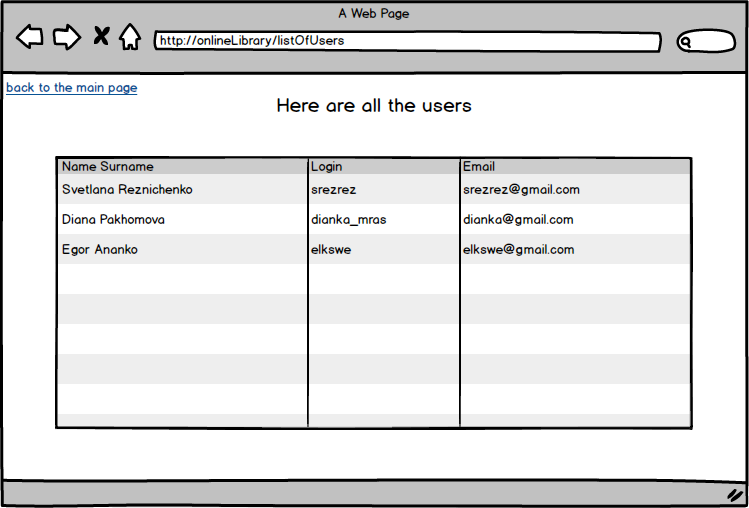 A Web Page
http://onlineLibrary/listOfUsers
back to the main page
Here are all the users
Name Surname Login Email
Svetlana Reznichenko srezrez srezrez@gmail.com
Diana Pakhomova dianka_mras dianka@gmail.com
Egor Ananko elkswe elkswe@gmail.com